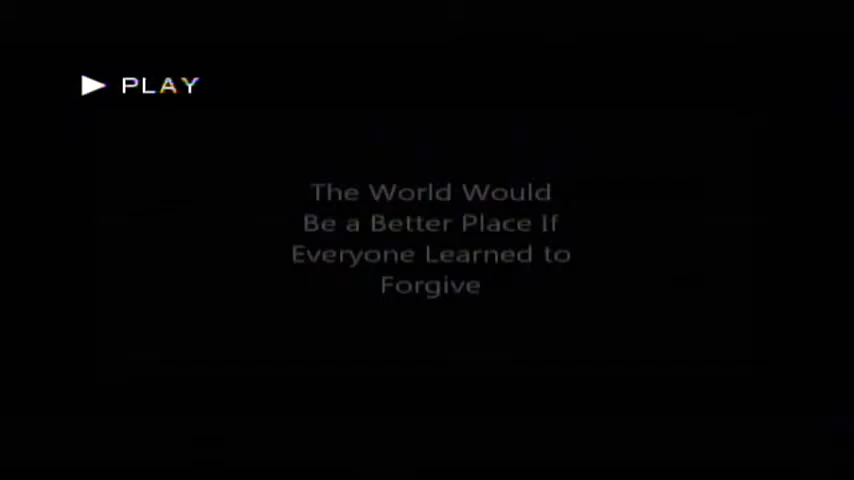 PLAY
The World Would
Be a Better Place If
Everyone Learned to
Forgive